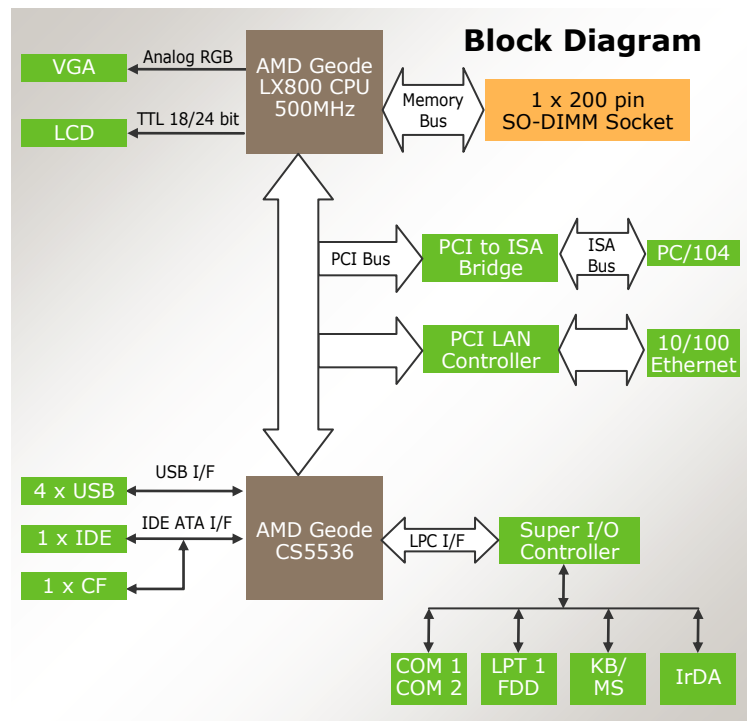 Block Diagram
VGA
Analog RGB
AMD Geode
LX800 CPU
500MHz
Memory
Bus
1 x 200 pin
SO-DIMM Socket
LCD
TTL 18/24 bit
PCI Bus
PCI to ISA
Bridge
ISA
Bus
PC/104
PCI LAN
Controller
10/100
Ethernet
4 x USB
USB I/F
1 x IDE
IDE ATA I/F
1 x CF
AMD Geode
CS5536
LPC I/F
Super I/O
Controller
COM 1
COM 2
LPT 1
FDD
KB/
MS
IrDA